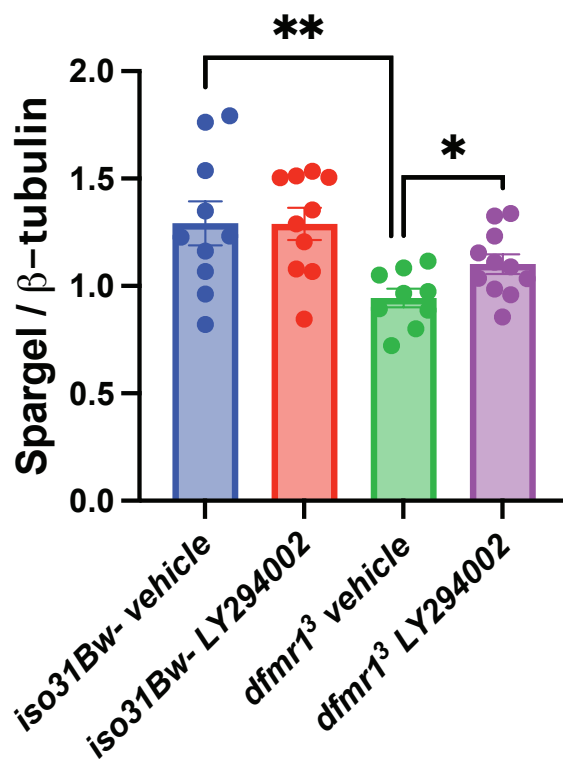 **
*
Spargel / β-tubulin
2.0
1.5
1.0
0.5
0.0
iso31Bw- vehicle
iso31Bw- LY294002
dfmr1³ vehicle
dfmr1³ LY294002